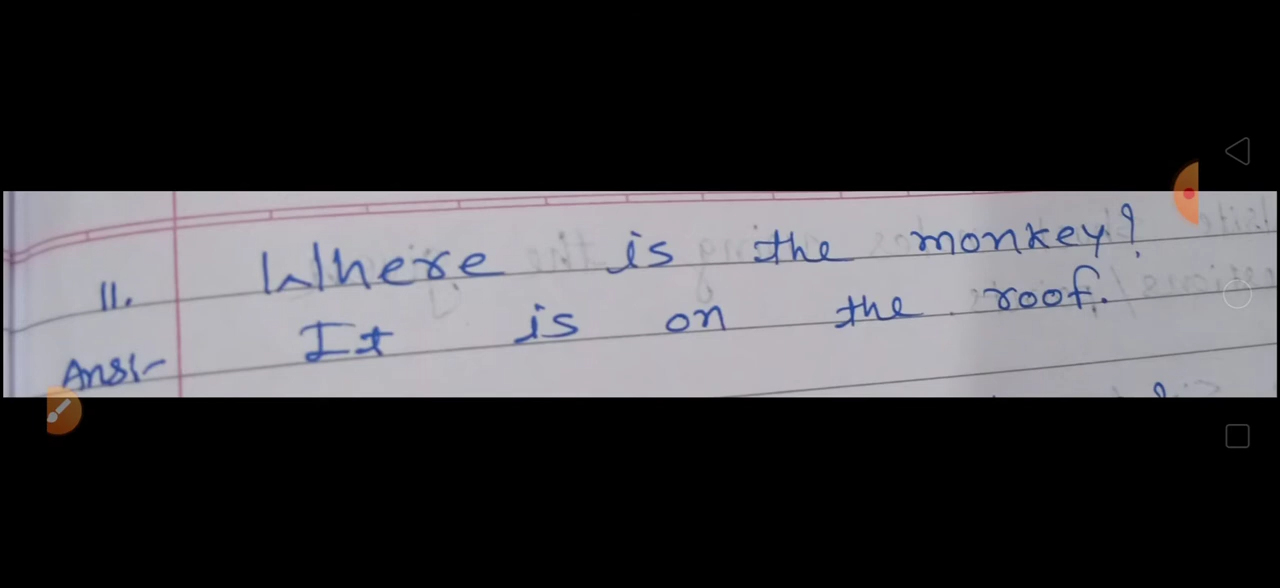 11. Where is the monkey?
Ans:- It is on the roof.